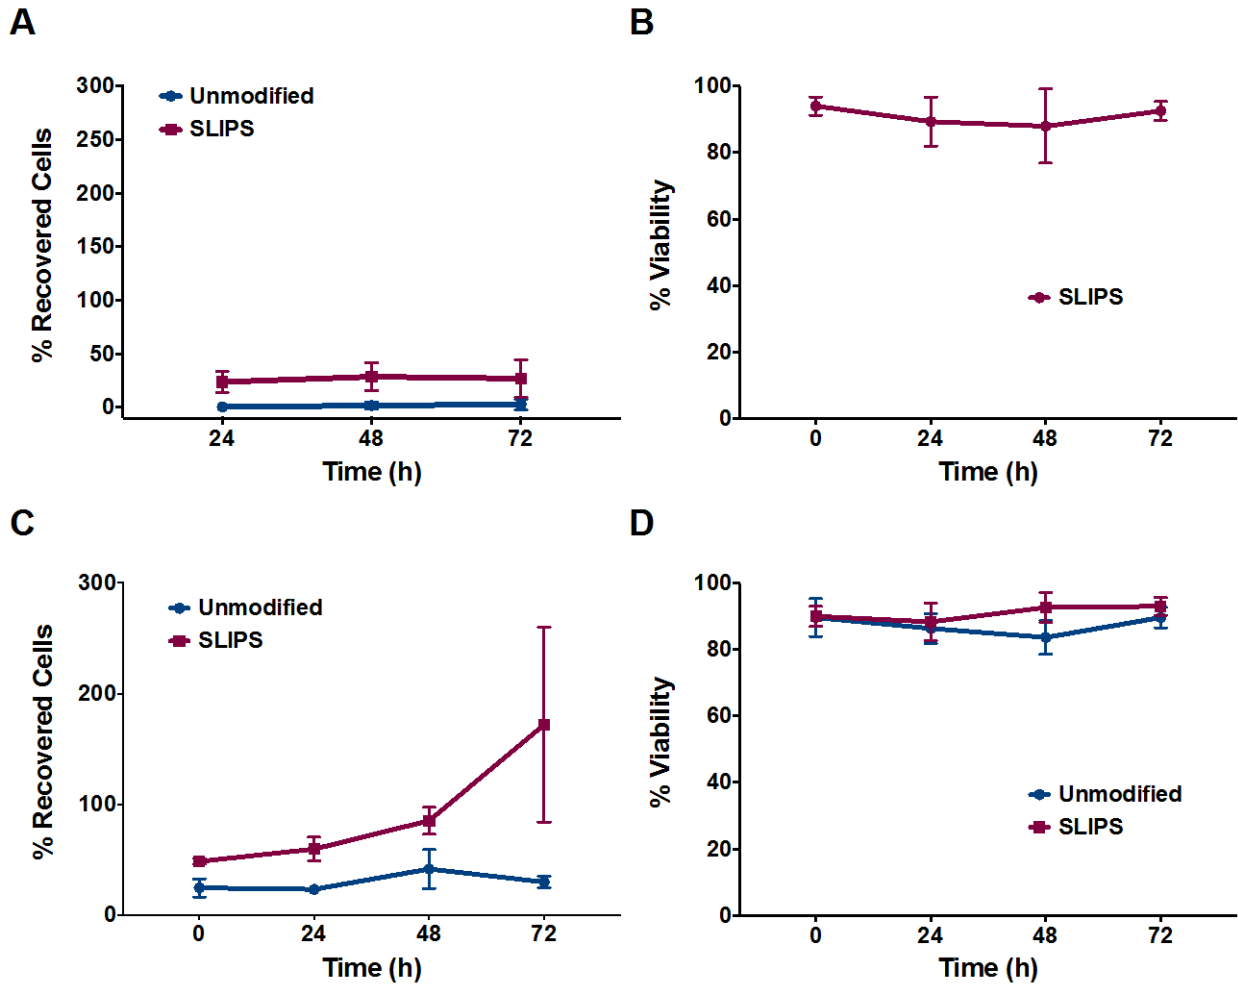 A
% Recovered Cells
300
250
200
150
100
50
0
Unmodified
SLIPS
24 48 72
Time (h)
B
% Viability
100
80
60
40
20
0
SLIPS
0 24 48 72
Time (h)
C
% Recovered Cells
300
200
100
0
Unmodified
SLIPS
0 24 48 72
Time (h)
D
% Viability
100
80
60
40
20
0
Unmodified
SLIPS
0 24 48 72
Time (h)